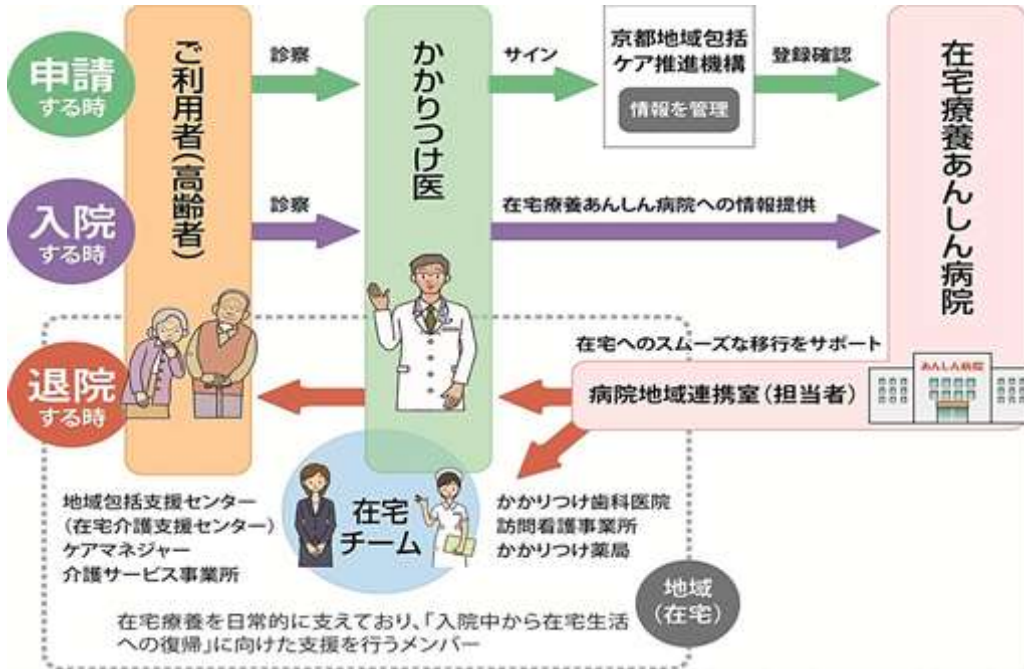 申請
する時
ご利用者(高齢者)
診察
かかりつけ医
サイン
京都地域包括
ケア推進機構
情報を管理
登録確認
在宅療養あんしん病院
入院
する時
診察
在宅療養あんしん病院への情報提供
退院
する時
在宅へのスムーズな移行をサポート
病院地域連携室(担当者)
あんしん病院
地域包括支援センター
(在宅介護支援センター)
ケアマネジャー
介護サービス事業所
在宅
チーム
かかりつけ歯科医院
訪問看護事業所
かかりつけ薬局
地域
(在宅)
在宅療養を日常的に支えており、「入院中から在宅生活
への復帰」に向けた支援を行うメンバー